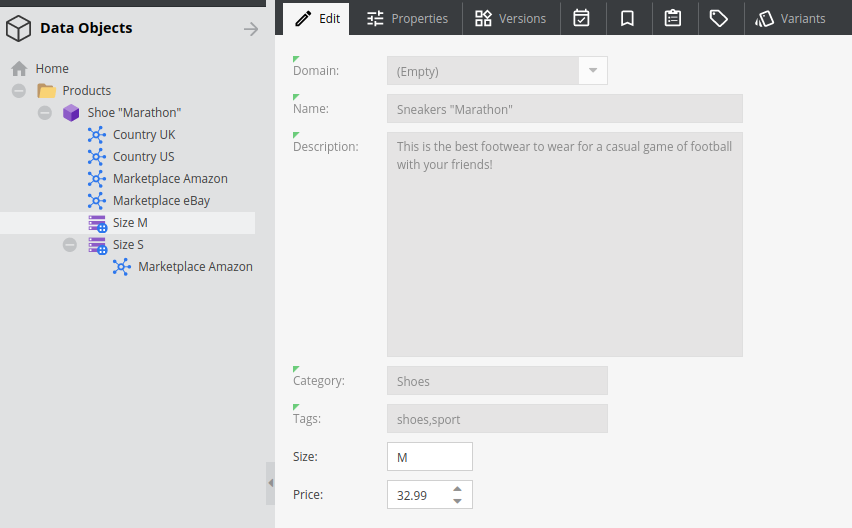 Data Objects
Home
Products
Shoe "Marathon"
Country UK
Country US
Marketplace Amazon
Marketplace eBay
Size M
Size S
Marketplace Amazon
Edit
Properties
Versions
Variants
Domain: (Empty)
Name: Sneakers "Marathon"
Description: This is the best footwear to wear for a casual game of football
with your friends!
Category: Shoes
Tags: shoes,sport
Size: M
Price: 32.99